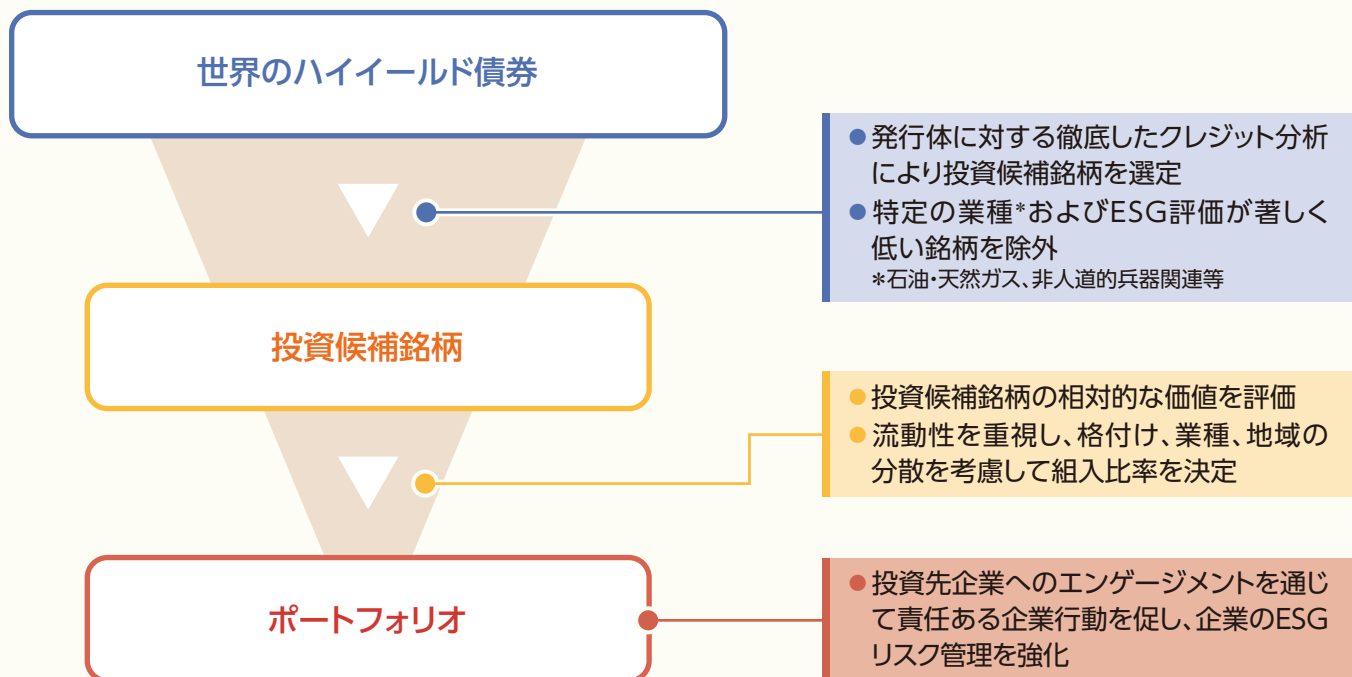 世界のハイイールド債券
●発行体に対する徹底したクレジット分析
により投資候補銘柄を選定
●特定の業種*およびESG評価が著しく
低い銘柄を除外
*石油・天然ガス、非人道的兵器関連等
投資候補銘柄
●投資候補銘柄の相対的な価値を評価
●流動性を重視し、格付け、業種、地域の
分散を考慮して組入比率を決定
ポートフォリオ
●投資先企業へのエンゲージメントを通じ
て責任ある企業行動を促し、企業のESG
リスク管理を強化